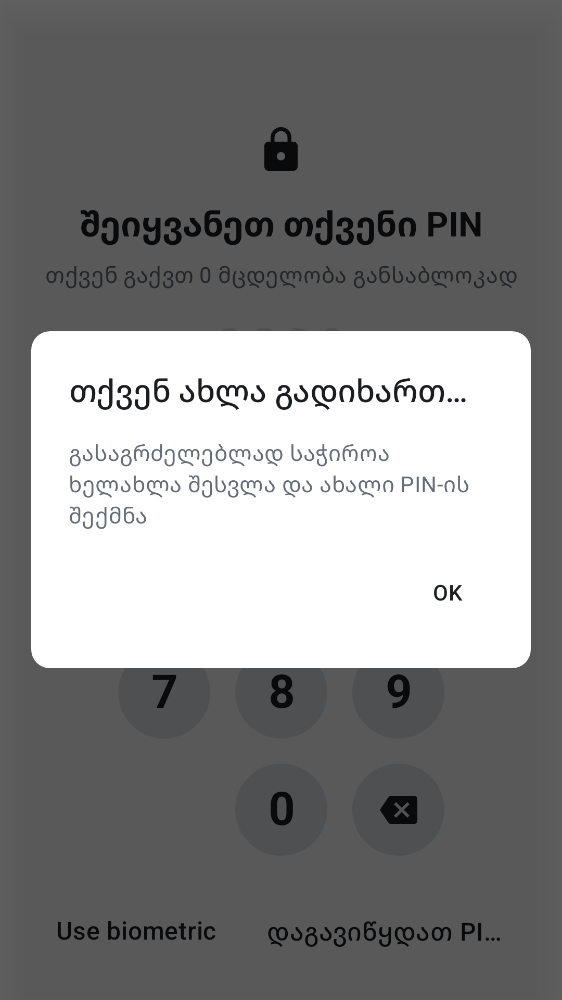 შეიყვანეთ თქვენი PIN
თქვენ გაქვთ 0 მცდელობა განსაბლოკად
თქვენ ახლა გადიხართ...
გასაგრძელებლად საჭიროა
ხელახლა შესვლა და ახალი PIN-ის
შექმნა
OK
7 8 9
0
Use biometric დაგავიწყდათ PI...